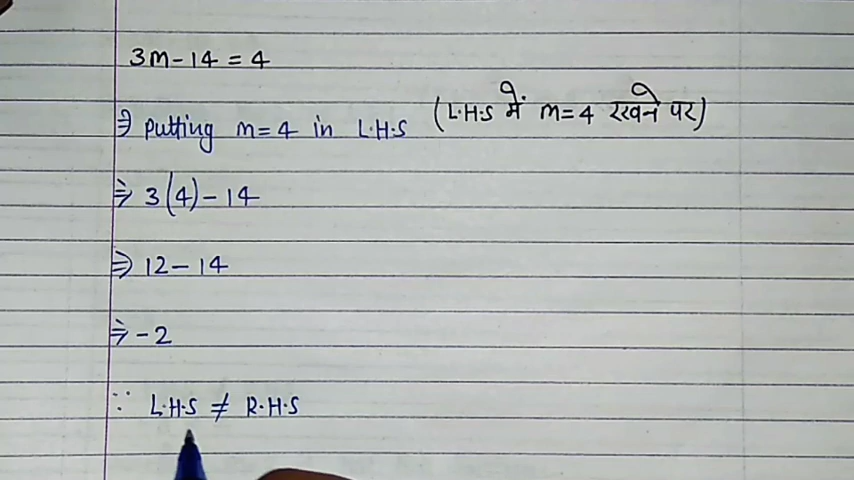 3m-14=4
⇒ Putting m=4 in L.H.S (L.H.S में m=4 रखने पर)
⇒ 3(4)-14
⇒ 12-14
⇒ -2
∵ L.H.S ≠ R.H.S